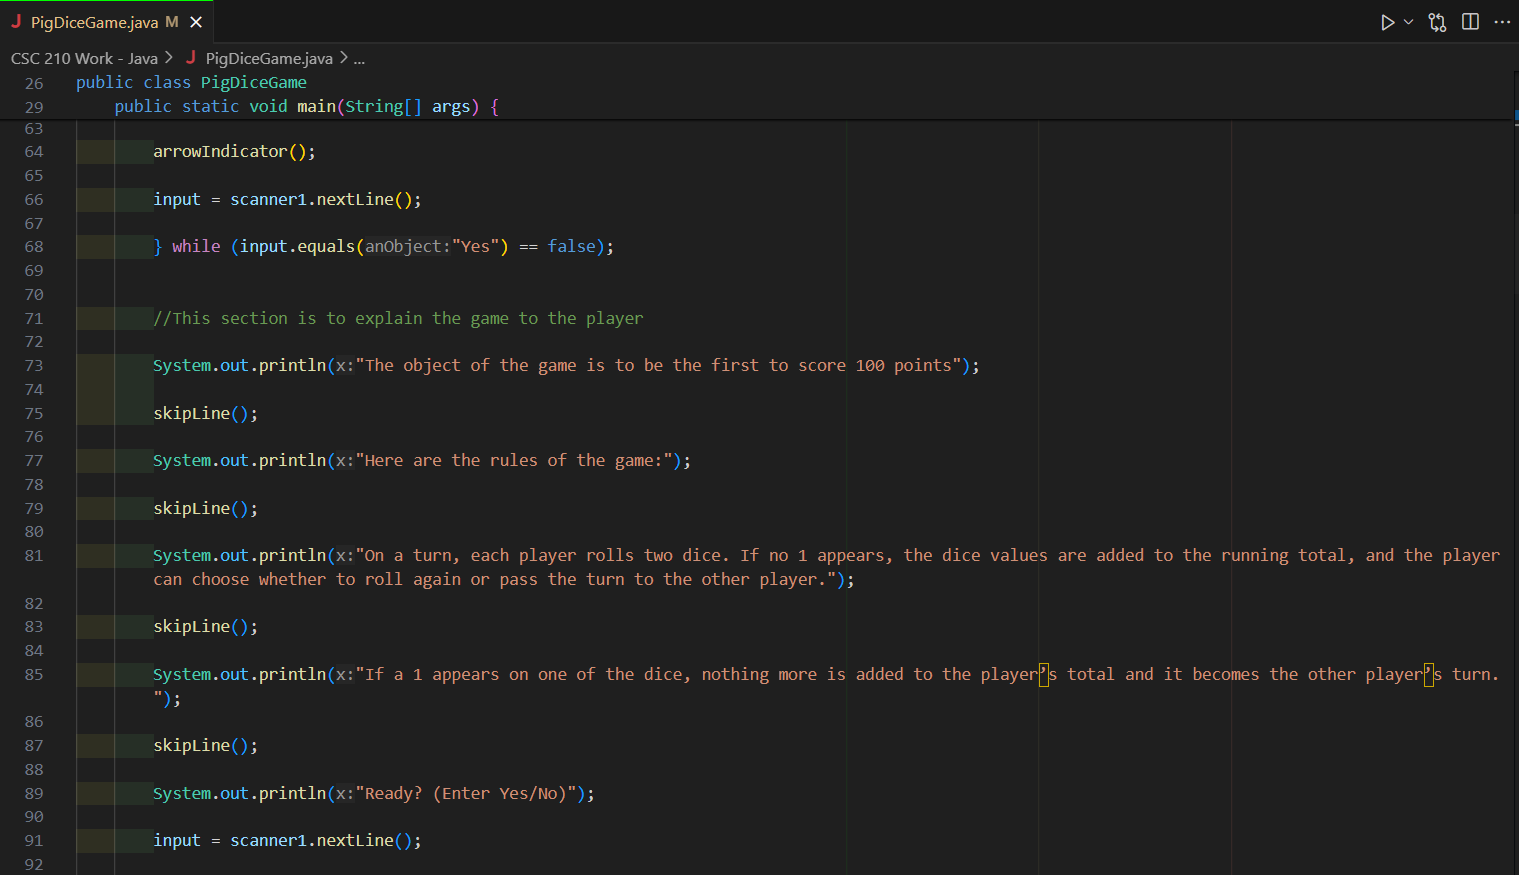 PigDiceGame.java M
CSC 210 Work - Java > PigDiceGame.java > ...
26 public class PigDiceGame
29 public static void main(String[] args) {
63
64 arrowIndicator();
65
66 input = scanner1.nextLine();
67
68 } while (input.equals(anObject:"Yes") == false);
69
70
71 //This section is to explain the game to the player
72
73 System.out.println(x:"The object of the game is to be the first to score 100 points");
74
75 skipLine();
76
77 System.out.println(x:"Here are the rules of the game:");
78
79 skipLine();
80
81 System.out.println(x:"On a turn, each player rolls two dice. If no 1 appears, the dice values are added to the running total, and the player
can choose whether to roll again or pass the turn to the other player.");
82
83 skipLine();
84
85 System.out.println(x:"If a 1 appears on one of the dice, nothing more is added to the player’s total and it becomes the other player’s turn.
");
86
87 skipLine();
88
89 System.out.println(x:"Ready? (Enter Yes/No)");
90
91 input = scanner1.nextLine();
92